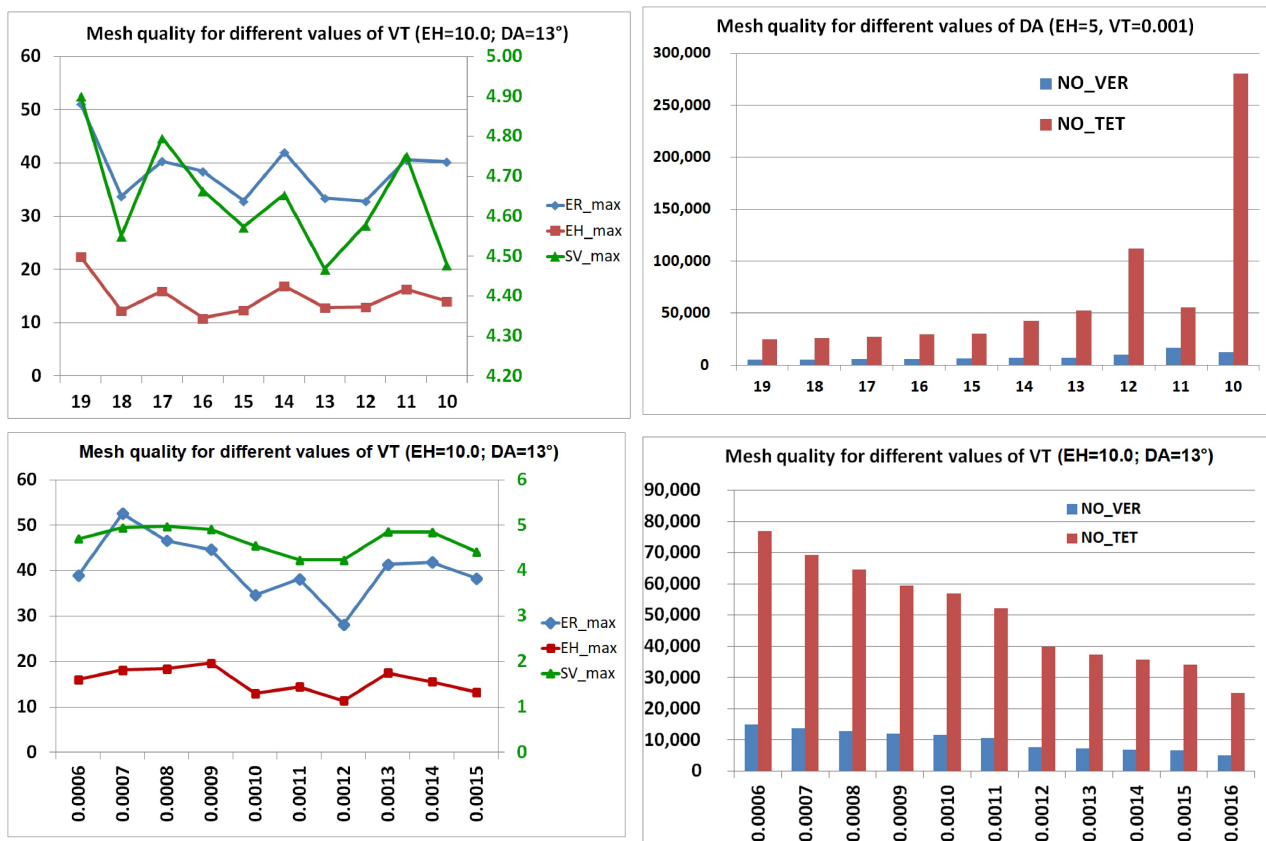 Mesh quality for different values of VT (EH=10.0; DA=13°)
60
50
40
30
20
10
0
5.00
4.90
4.80
4.70
4.60
4.50
4.40
4.30
4.20
ER_max
EH_max
SV_max
19 18 17 16 15 14 13 12 11 10
Mesh quality for different values of DA (EH=5, VT=0.001)
300,000
250,000
200,000
150,000
100,000
50,000
0
NO_VER
NO_TET
19 18 17 16 15 14 13 12 11 10
Mesh quality for different values of VT (EH=10.0; DA=13°)
60
50
40
30
20
10
0
6
5
4
3
2
1
0
ER_max
EH_max
SV_max
0.0006 0.0007 0.0008 0.0009 0.0010 0.0011 0.0012 0.0013 0.0014 0.0015
Mesh quality for different values of VT (EH=10.0; DA=13°)
90,000
80,000
70,000
60,000
50,000
40,000
30,000
20,000
10,000
0
NO_VER
NO_TET
0.0006 0.0007 0.0008 0.0009 0.0010 0.0011 0.0012 0.0013 0.0014 0.0015 0.0016